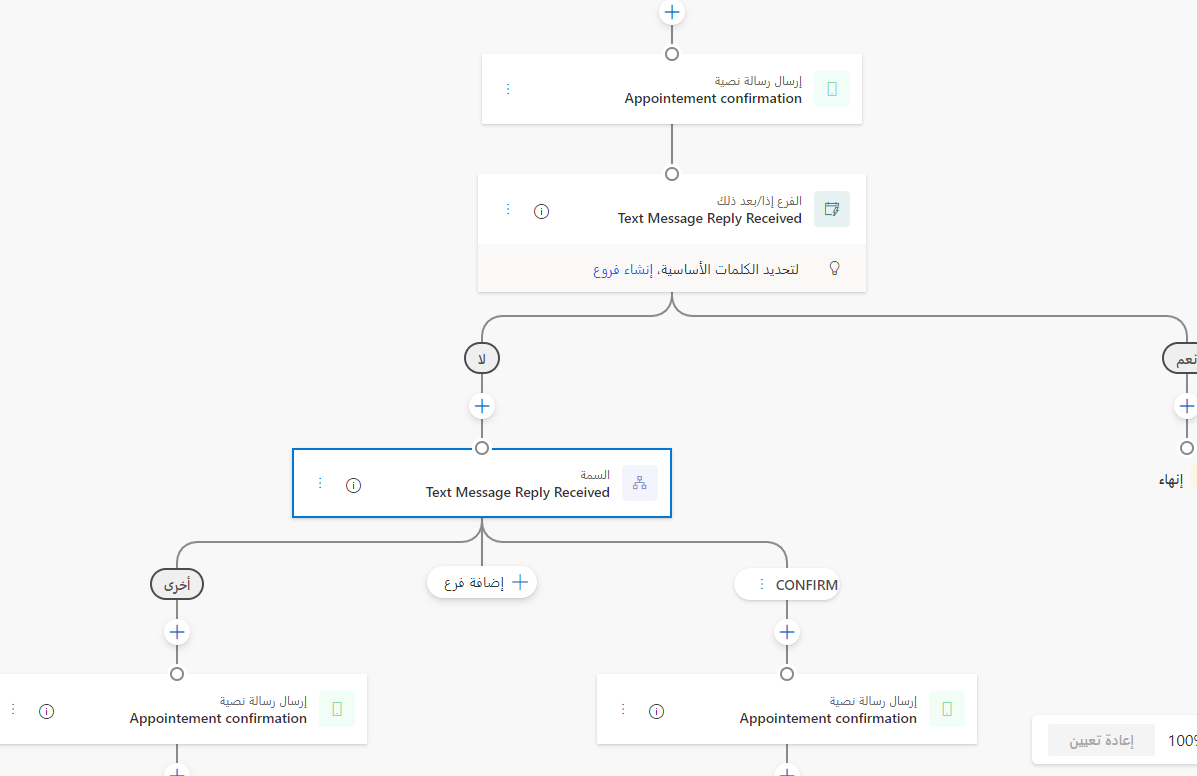 إرسال رسالة نصية
Appointement confirmation
الفرع إذا/بعد ذلك
Text Message Reply Received
لتحديد الكلمات الأساسية، إنشاء فروع
نعم
لا
إنهاء
السمة
Text Message Reply Received
CONFIRM
إضافة فرع
أخرى
إرسال رسالة نصية
Appointement confirmation
إرسال رسالة نصية
Appointement confirmation
100%
إعادة تعيين